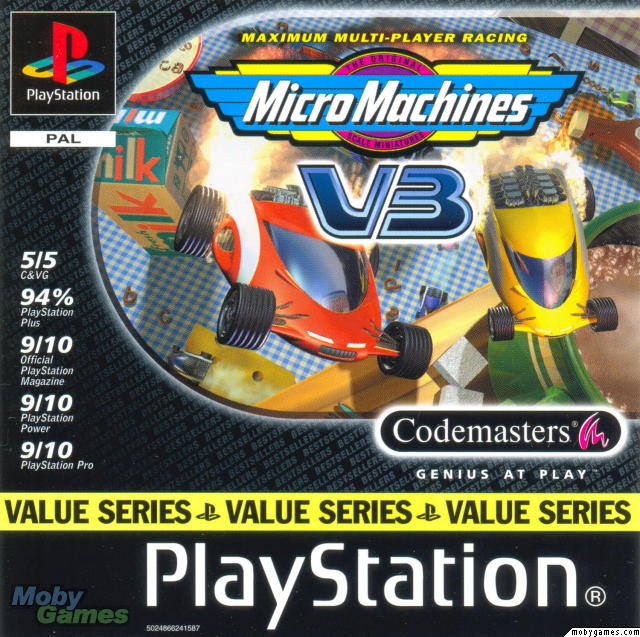 MAXIMUM MULTI-PLAYER RACING
THE ORIGINAL
Micro Machines
SCALE MINIATURES
V3
PlayStation
PAL
milk
5/5
C&VG
94%
PlayStation
Plus
9/10
Official
PlayStation
Magazine
9/10
PlayStation
Power
9/10
PlayStation Pro
Codemasters®
GENIUS AT PLAY™
VALUE SERIES VALUE SERIES VALUE SERIES
PlayStation®
Moby
Games
5024866241587
mobygames.com